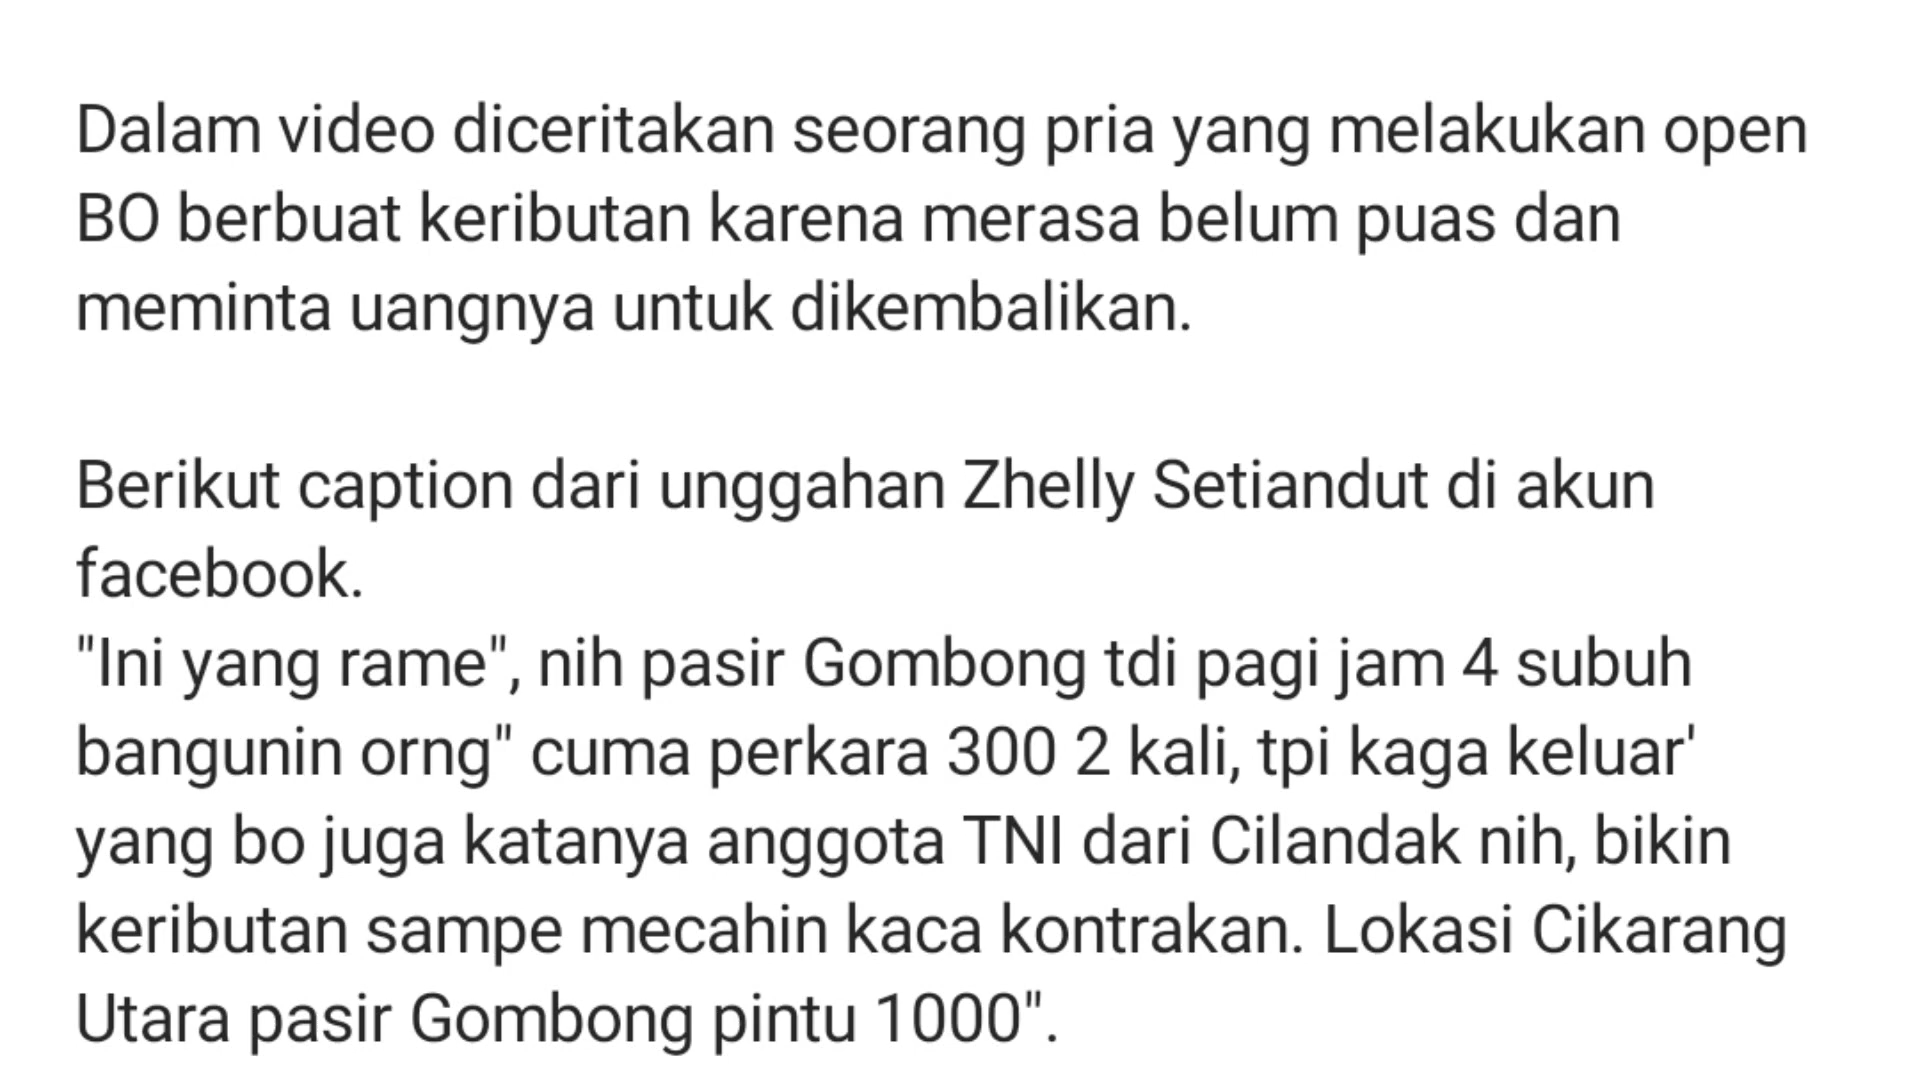 Dalam video diceritakan seorang pria yang melakukan open
BO berbuat keributan karena merasa belum puas dan
meminta uangnya untuk dikembalikan.
Berikut caption dari unggahan Zhelly Setiandut di akun
facebook.
"Ini yang rame", nih pasir Gombong tdi pagi jam 4 subuh
bangunin orng" cuma perkara 300 2 kali, tpi kaga keluar'
yang bo juga katanya anggota TNI dari Cilandak nih, bikin
keributan sampe mecahin kaca kontrakan. Lokasi Cikarang
Utara pasir Gombong pintu 1000".